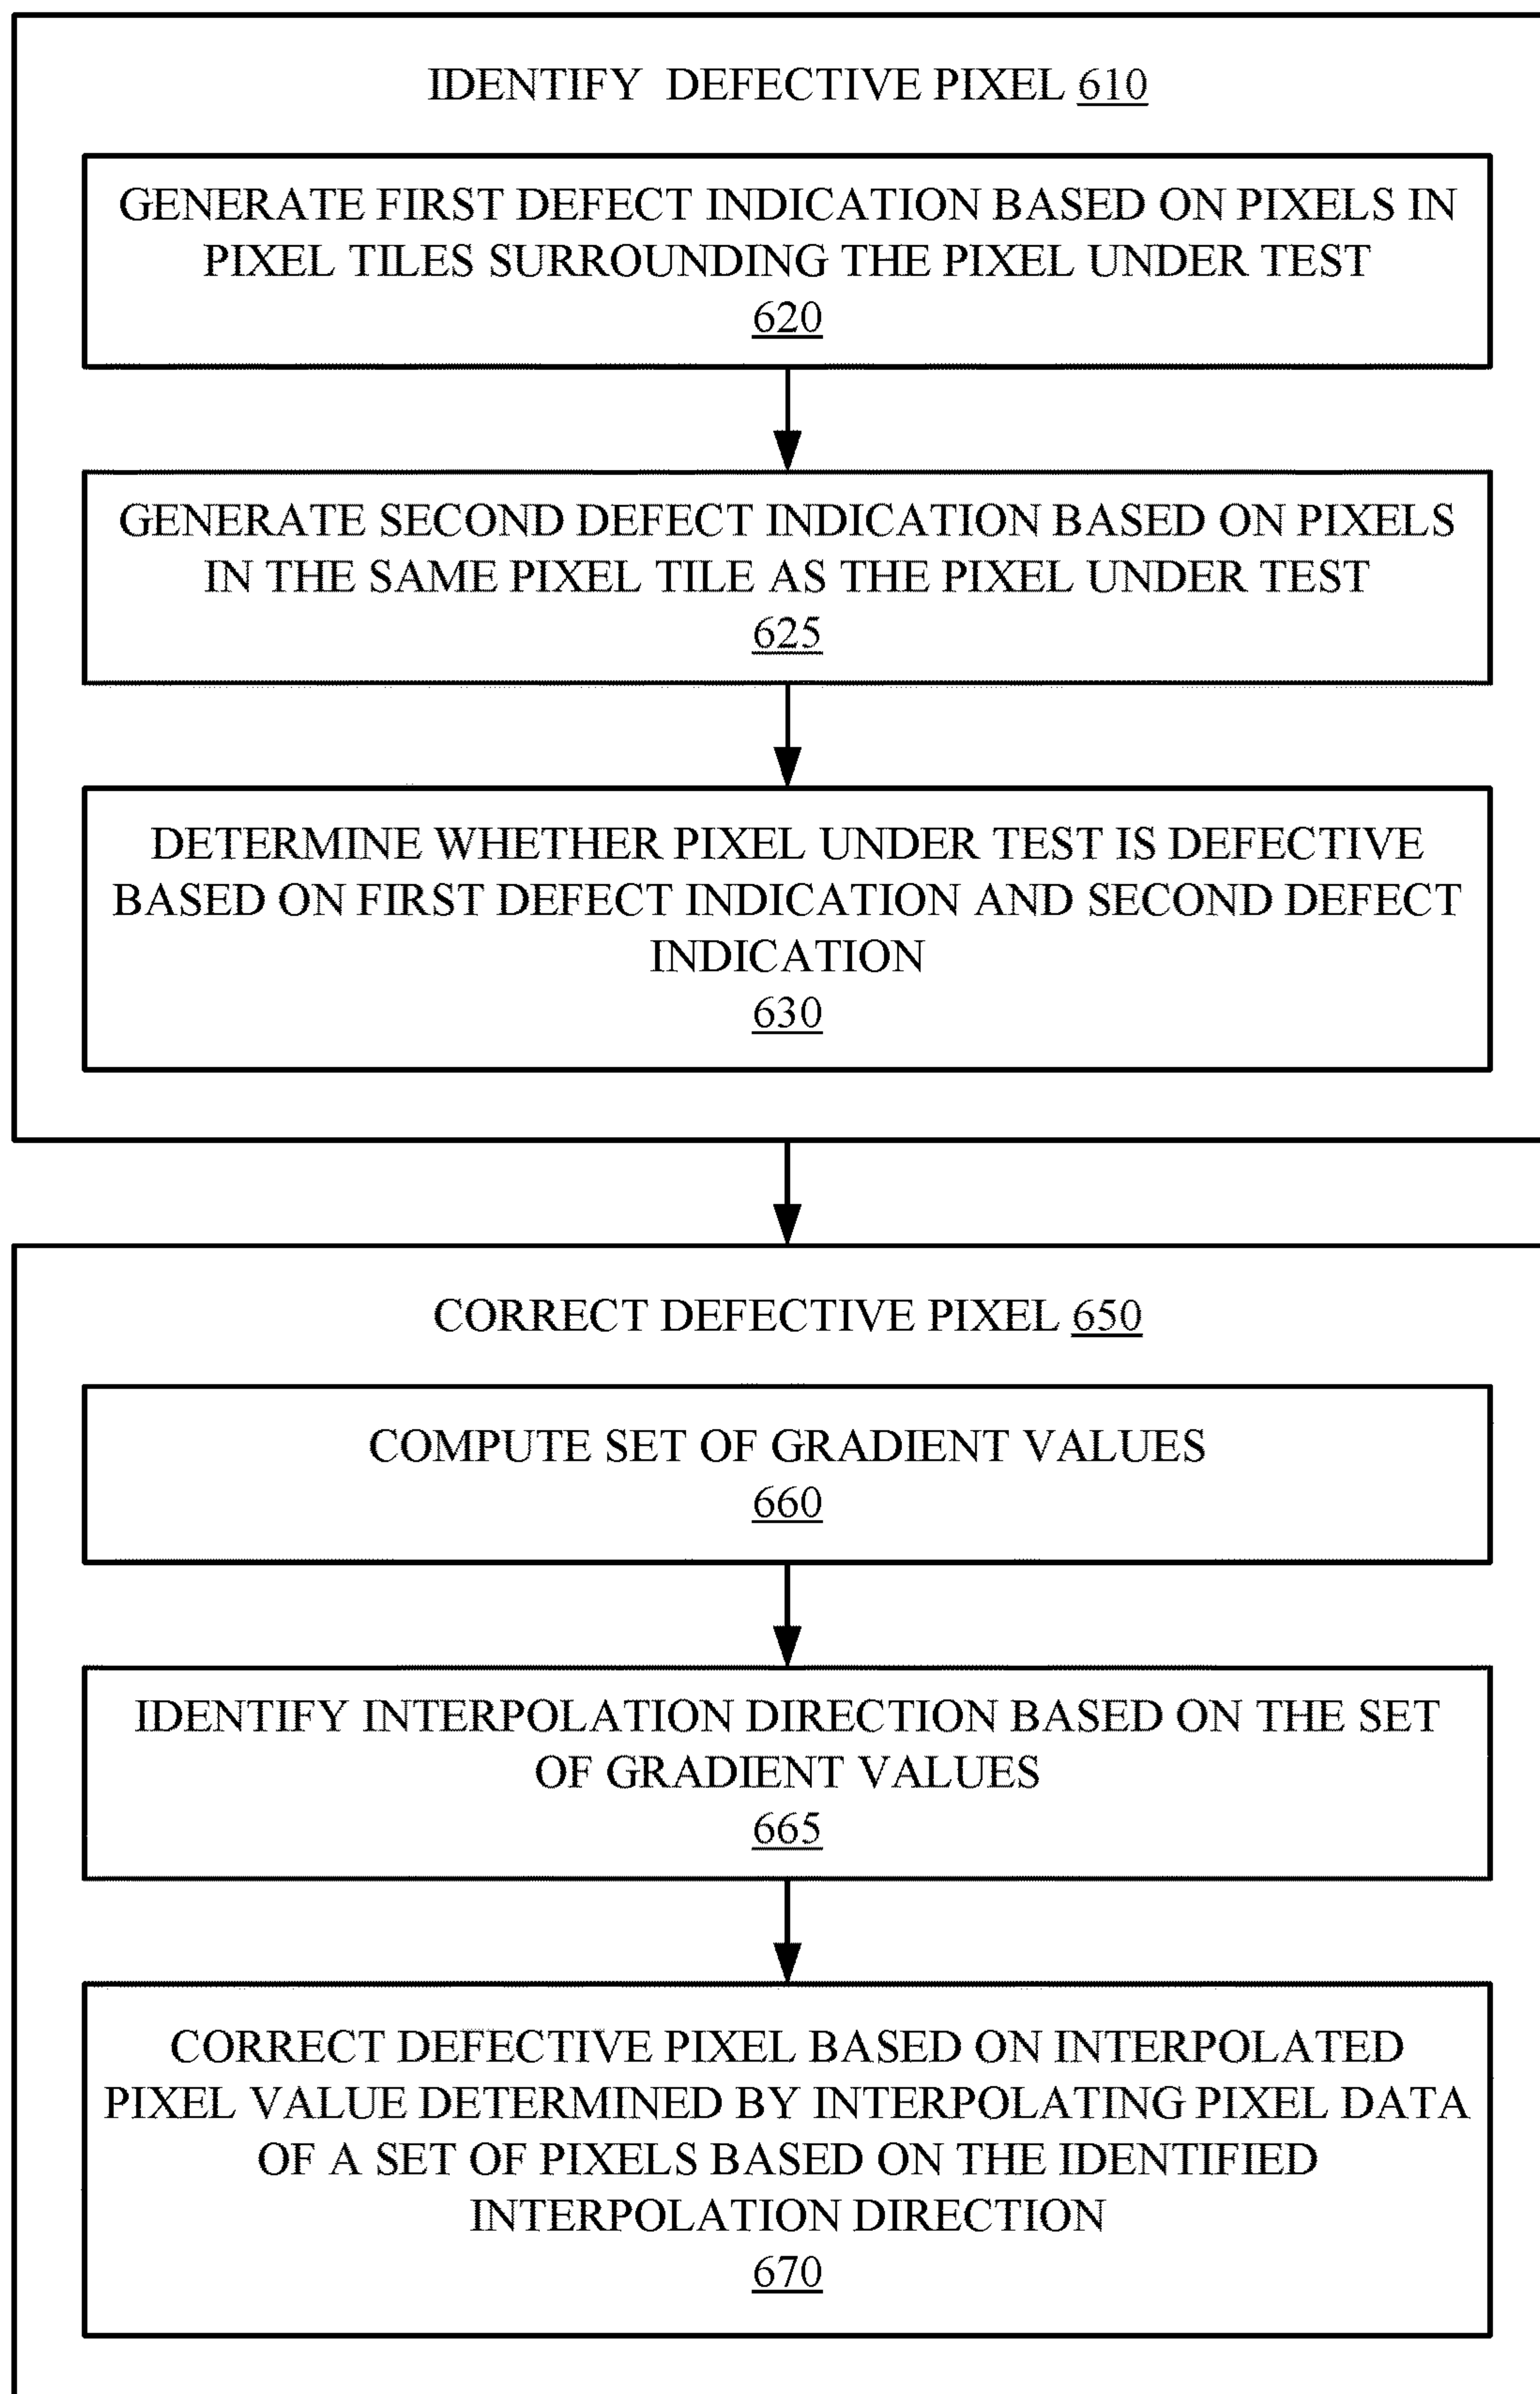 IDENTIFY DEFECTIVE PIXEL 610
GENERATE FIRST DEFECT INDICATION BASED ON PIXELS IN
PIXEL TILES SURROUNDING THE PIXEL UNDER TEST
620
GENERATE SECOND DEFECT INDICATION BASED ON PIXELS
IN THE SAME PIXEL TILE AS THE PIXEL UNDER TEST
625
DETERMINE WHETHER PIXEL UNDER TEST IS DEFECTIVE
BASED ON FIRST DEFECT INDICATION AND SECOND DEFECT
INDICATION
630
CORRECT DEFECTIVE PIXEL 650
COMPUTE SET OF GRADIENT VALUES
660
IDENTIFY INTERPOLATION DIRECTION BASED ON THE SET
OF GRADIENT VALUES
665
CORRECT DEFECTIVE PIXEL BASED ON INTERPOLATED
PIXEL VALUE DETERMINED BY INTERPOLATING PIXEL DATA
OF A SET OF PIXELS BASED ON THE IDENTIFIED
INTERPOLATION DIRECTION
670